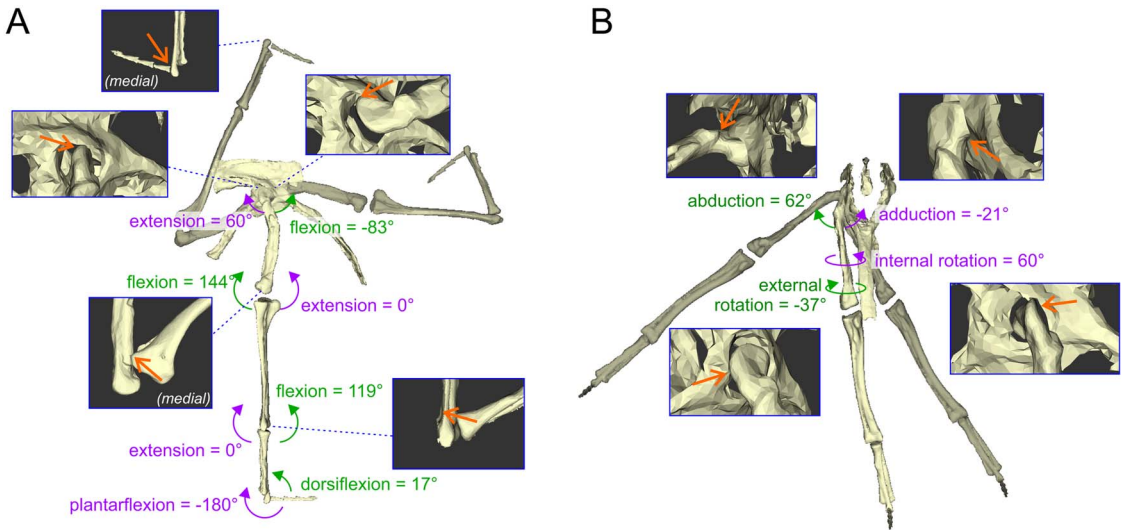 A
(medial)
extension = 60°
flexion = -83°
flexion = 144°
extension = 0°
(medial)
flexion = 119°
extension = 0°
dorsiflexion = 17°
plantarflexion = -180°
B
abduction = 62°
adduction = -21°
internal rotation = 60°
external
rotation = -37°